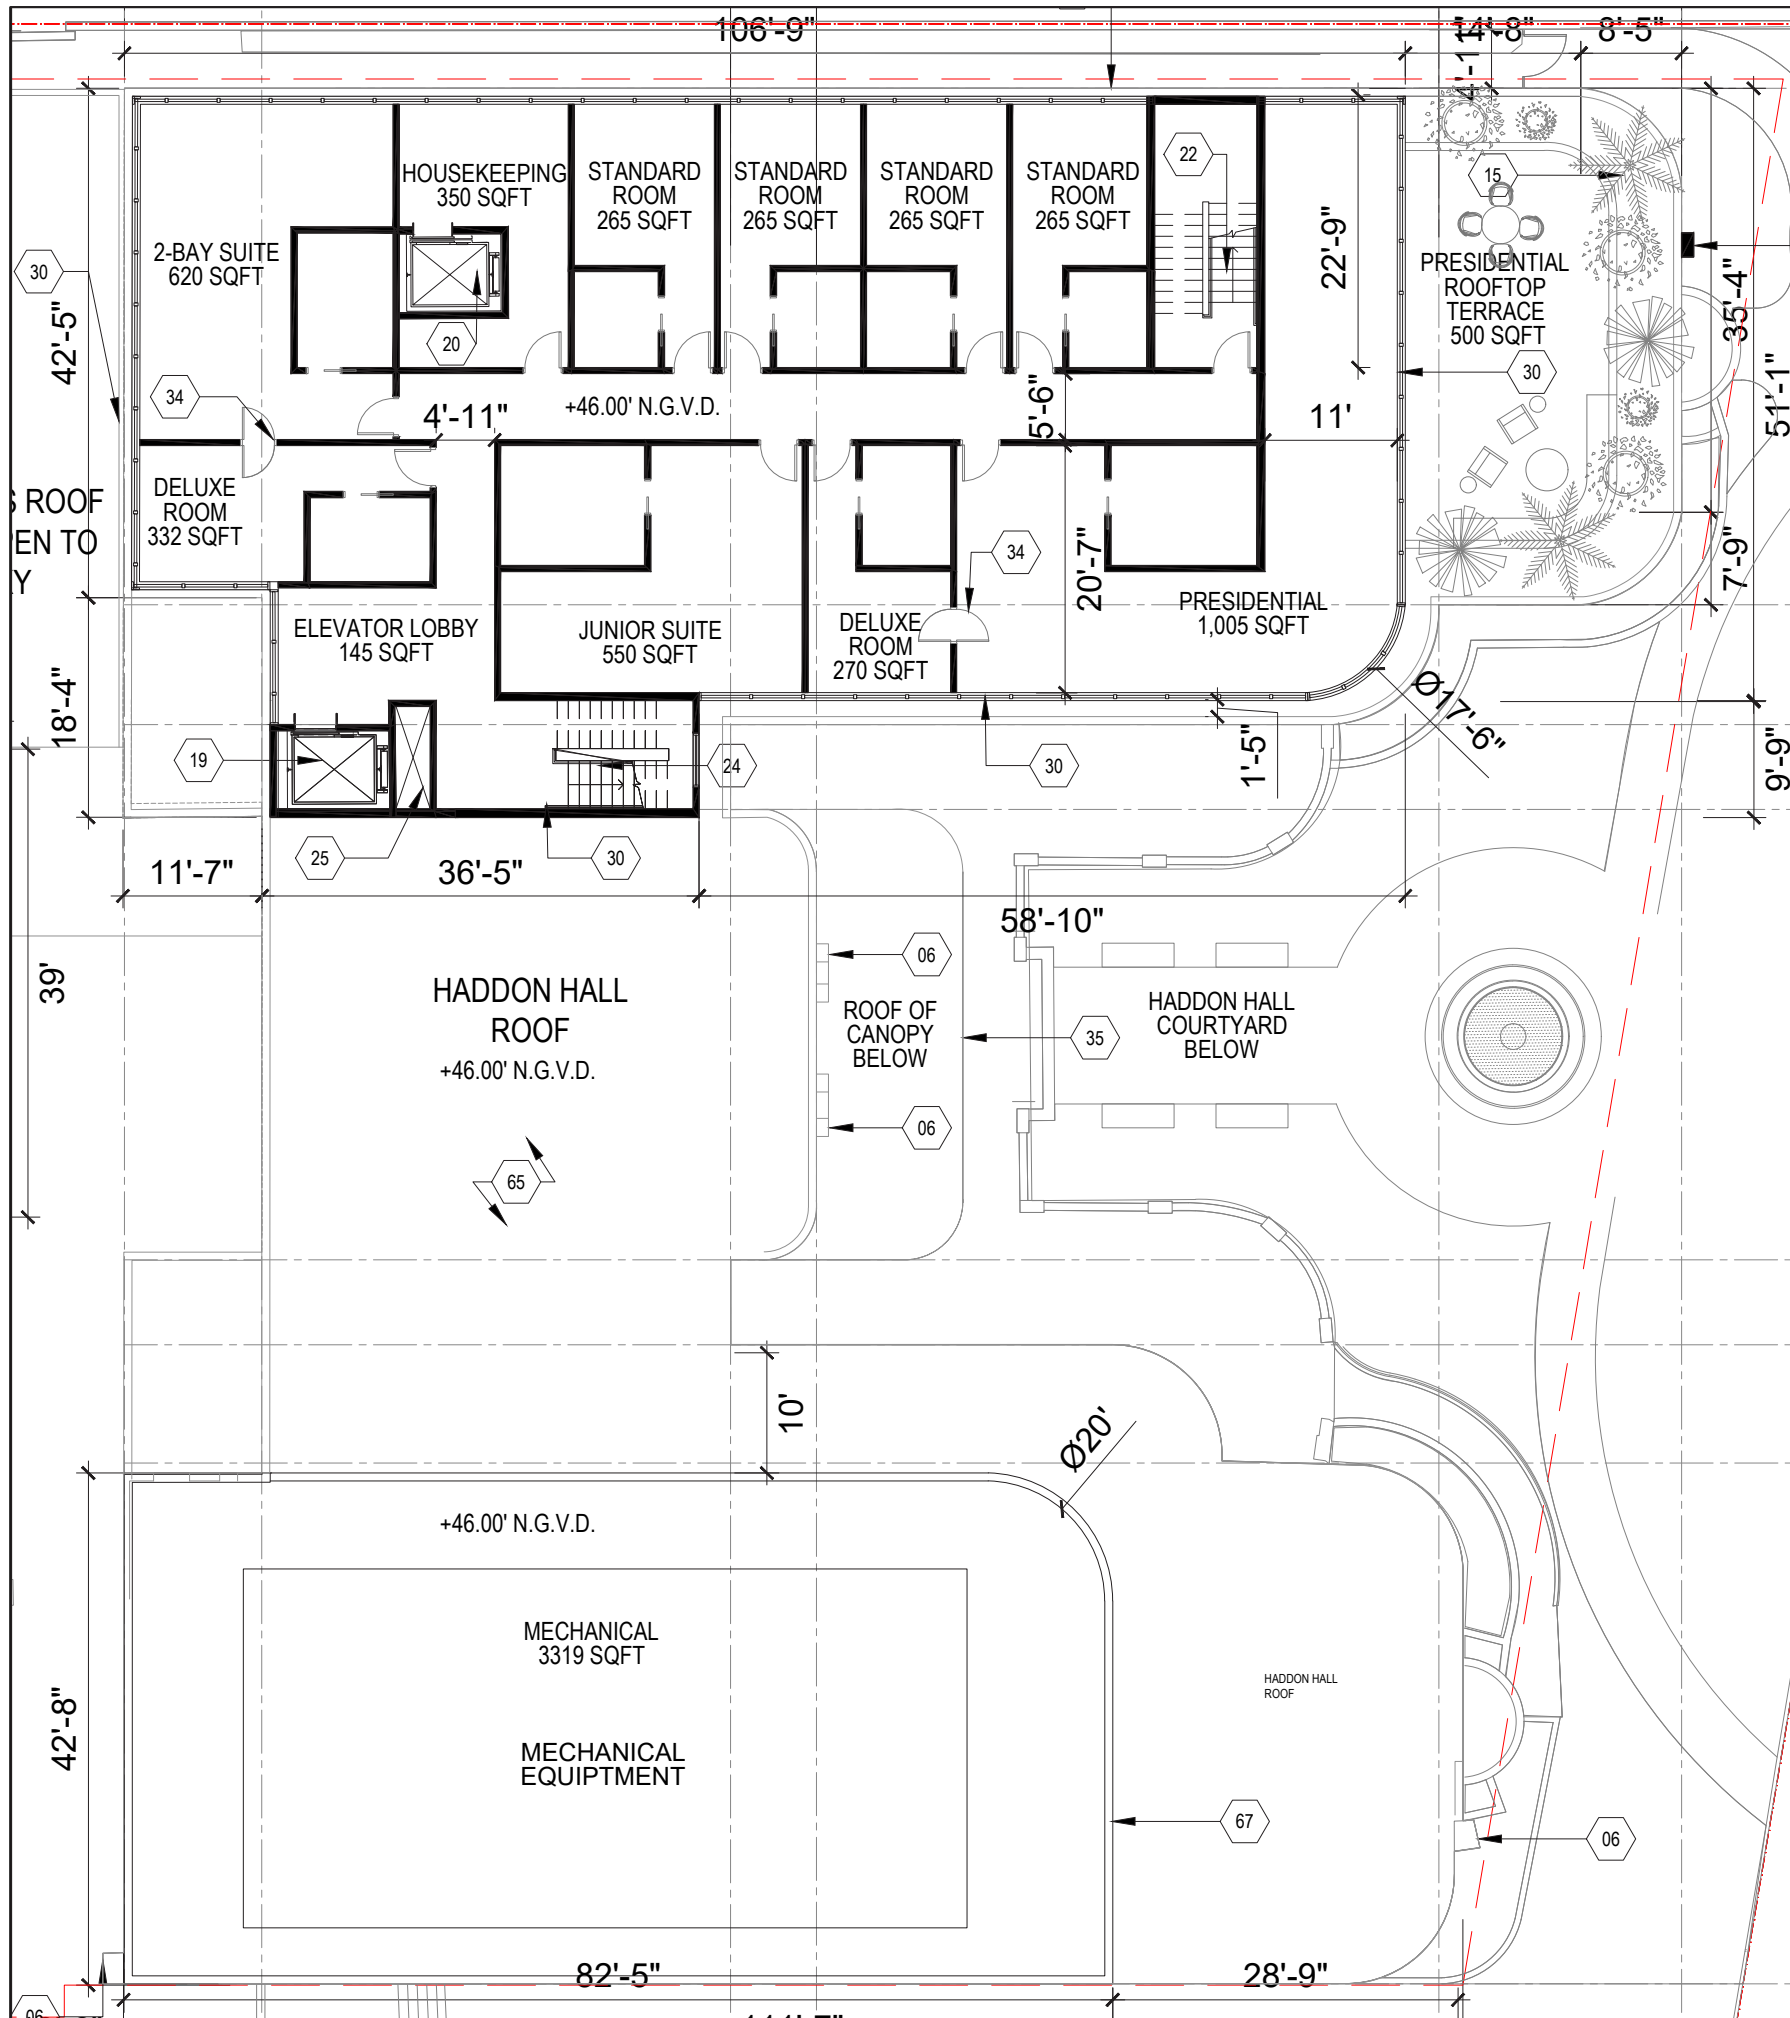 106'-9"
14'-8"
8'-5"
4'-11"
22
15
HOUSEKEEPING
350 SQFT
STANDARD
ROOM
265 SQFT
STANDARD
ROOM
265 SQFT
STANDARD
ROOM
265 SQFT
STANDARD
ROOM
265 SQFT
2-BAY SUITE
620 SQFT
22'-9"
PRESIDENTIAL
ROOFTOP
TERRACE
500 SQFT
30
42'-5"
20
35'-4"
51'-1"
30
34
4'-11"
+46.00' N.G.V.D.
5'-6"
11'
DELUXE
ROOM
332 SQFT
S ROOF
EN TO
Y
34
20'-7"
7'-9"
ELEVATOR LOBBY
145 SQFT
JUNIOR SUITE
550 SQFT
DELUXE
ROOM
270 SQFT
PRESIDENTIAL
1,005 SQFT
18'-4"
Ø17'-6"
19
24
30
1'-5"
9'-9"
25
30
11'-7"
36'-5"
58'-10"
39'
HADDON HALL
ROOF
+46.00' N.G.V.D.
06
ROOF OF
CANOPY
BELOW
35
HADDON HALL
COURTYARD
BELOW
06
65
10'
Ø20'
+46.00' N.G.V.D.
MECHANICAL
3319 SQFT
HADDON HALL
ROOF
42'-8"
MECHANICAL
EQUIPTMENT
67
06
82'-5"
28'-9"
06